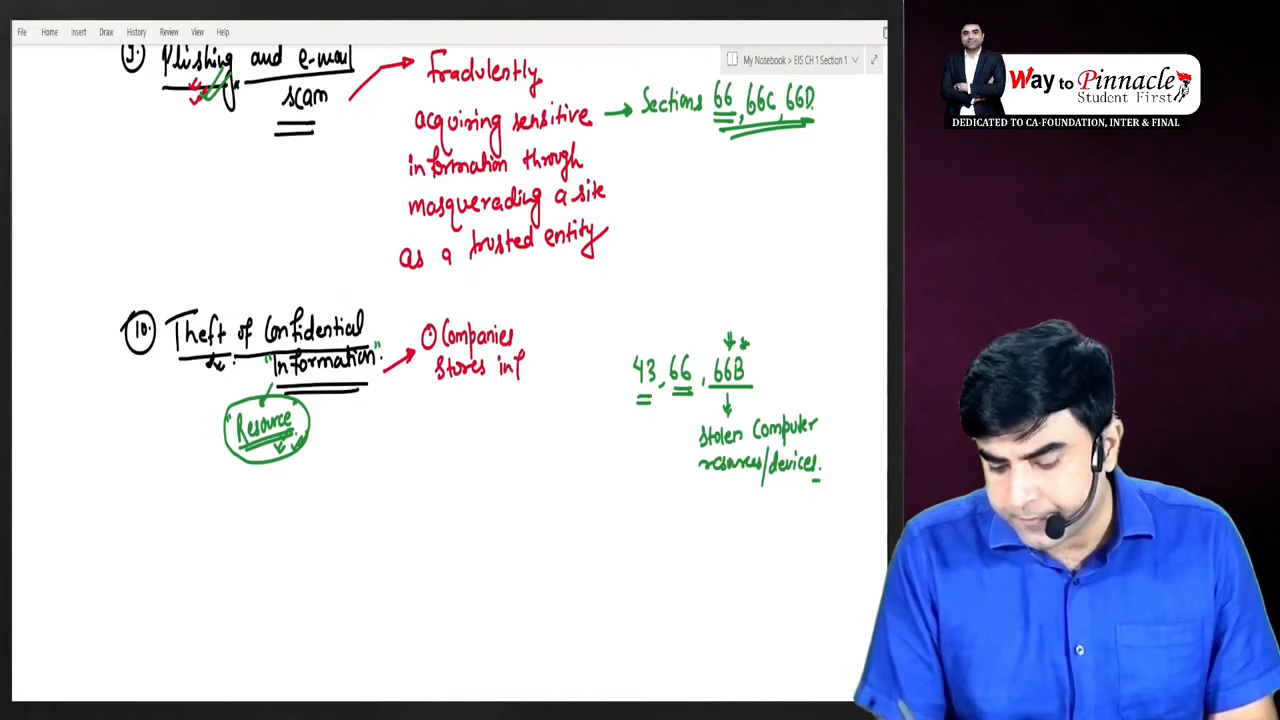 File Home Insert Draw History Review View Help
My Notebook > EIS CH 1 Section 1
Way to Pinnacle
Student First
DEDICATED TO CA-FOUNDATION, INTER & FINAL
9. Phishing and e-mail
scam
Fradulently
acquiring sensitive
information through
masquerading a site
as a trusted entity
Sections 66, 66C, 66D.
10. Theft of Confidential
"Information".
"Resource"
① Companies
Stores inf
43, 66, 66B
Stolen Computer
resources/devices.